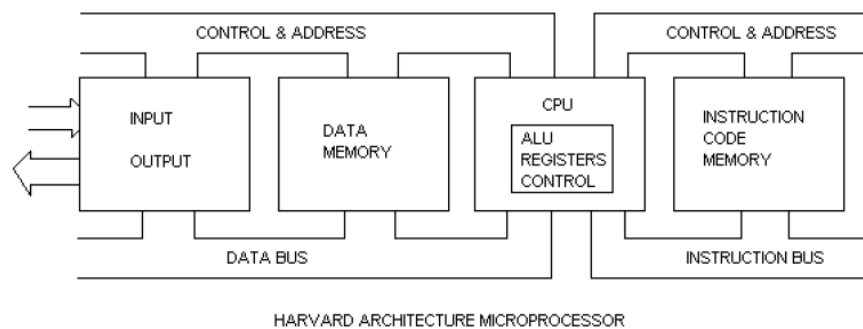 CONTROL & ADDRESS
CONTROL & ADDRESS
INPUT
OUTPUT
DATA
MEMORY
CPU
ALU
REGISTERS
CONTROL
INSTRUCTION
CODE
MEMORY
DATA BUS
INSTRUCTION BUS
HARVARD ARCHITECTURE MICROPROCESSOR